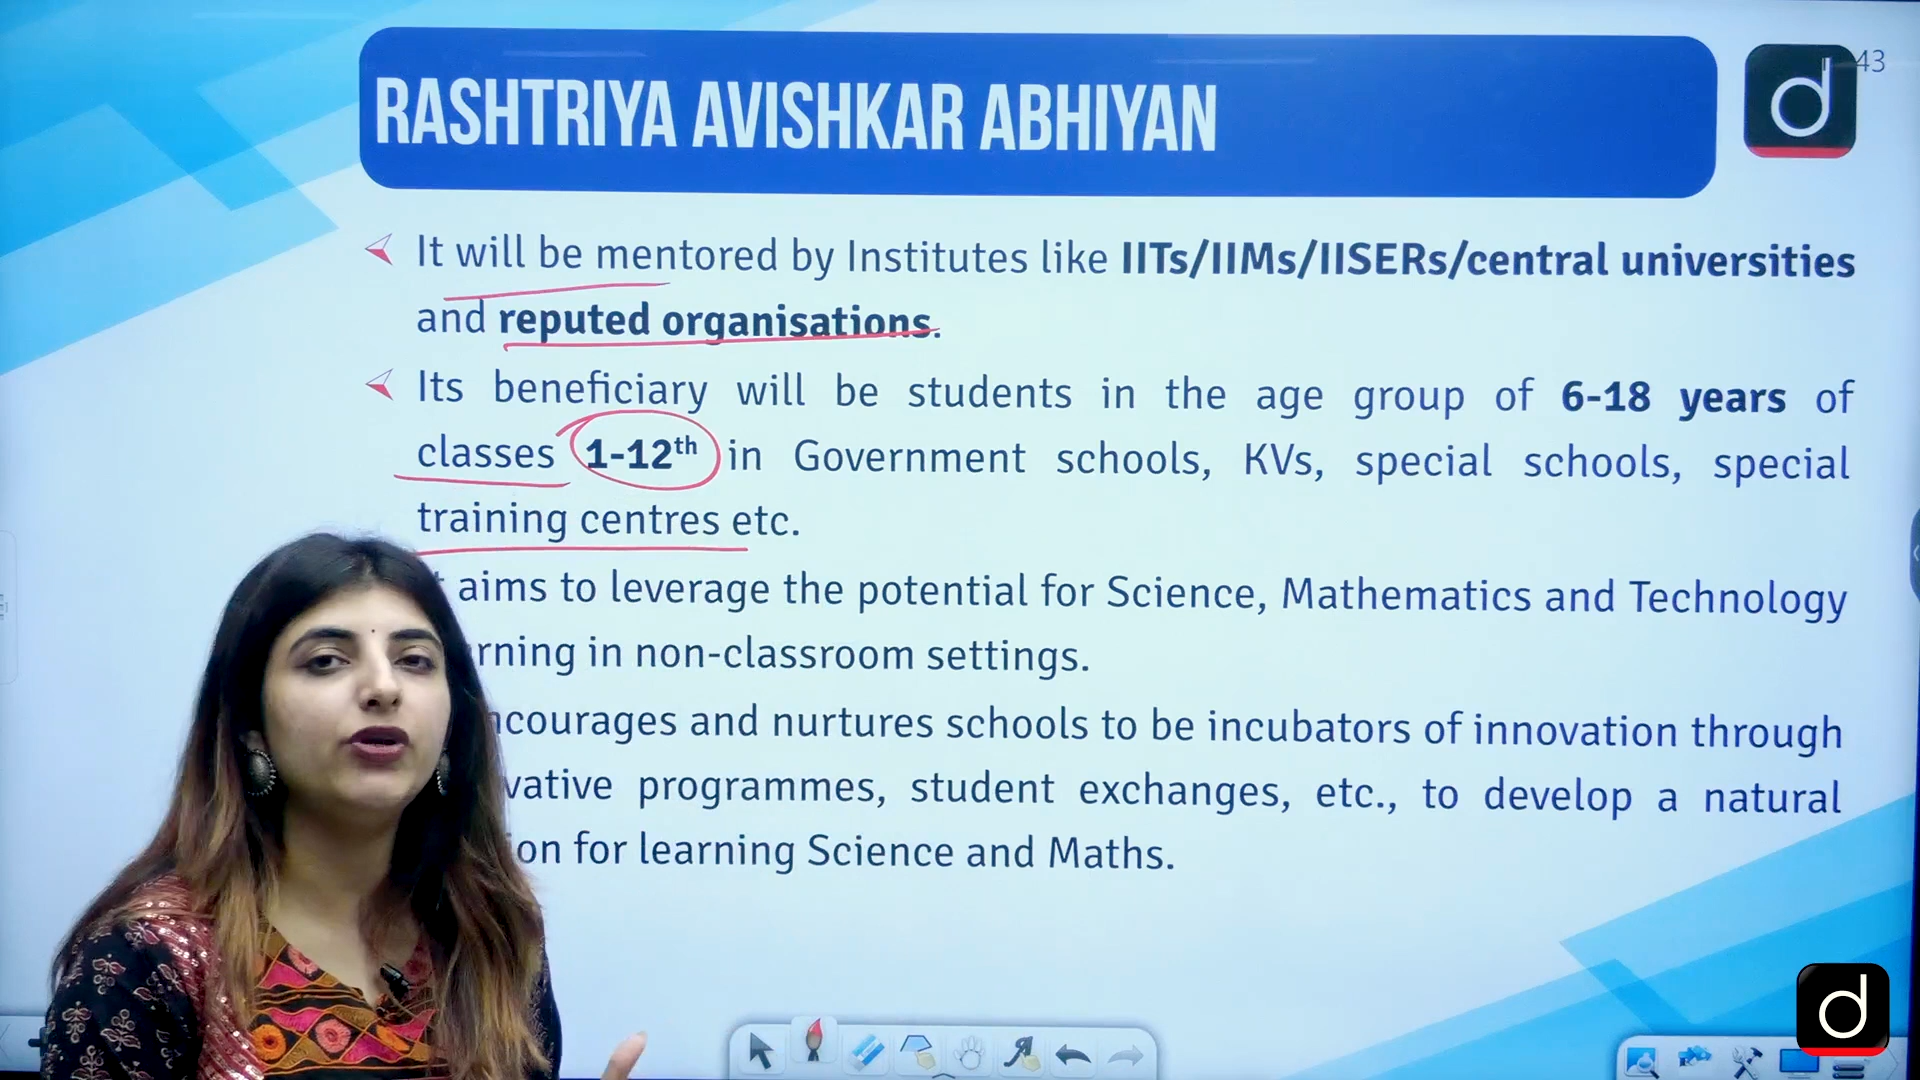 RASHTRIYA AVISHKAR ABHIYAN
d
43
It will be mentored by Institutes like IITs/IIMs/IISERs/central universities
and reputed organisations.
Its beneficiary will be students in the age group of 6-18 years of
classes 1-12th in Government schools, KVs, special schools, special
training centres etc.
aims to leverage the potential for Science, Mathematics and Technology
in non-classroom settings.
and nurtures schools to be incubators of innovation through
programmes, student exchanges, etc., to develop a natural
for learning Science and Maths.
d